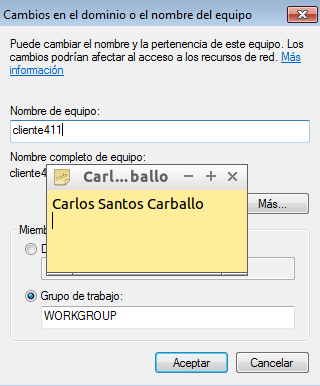 Cambios en el dominio o el nombre del equipo
Puede cambiar el nombre y la pertenencia de este equipo. Los
cambios podrían afectar al acceso a los recursos de red. Más
información
Nombre de equipo:
cliente411
Nombre completo de equipo:
Carl...ballo
Carlos Santos Carballo
Más...
Grupo de trabajo:
WORKGROUP
Aceptar
Cancelar